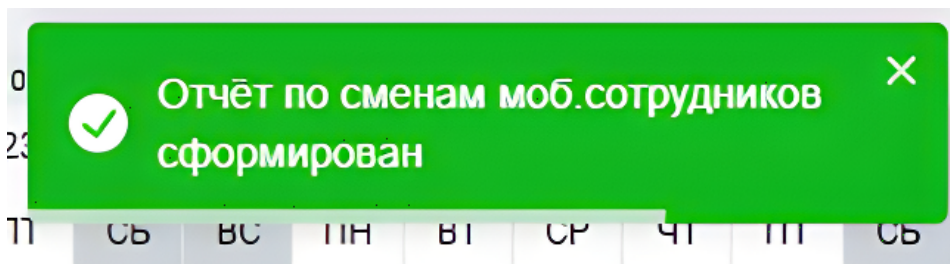 Отчёт по сменам моб.сотрудников
сформирован
СБ ВС ПН ВТ СР ЧТ ПТ СБ